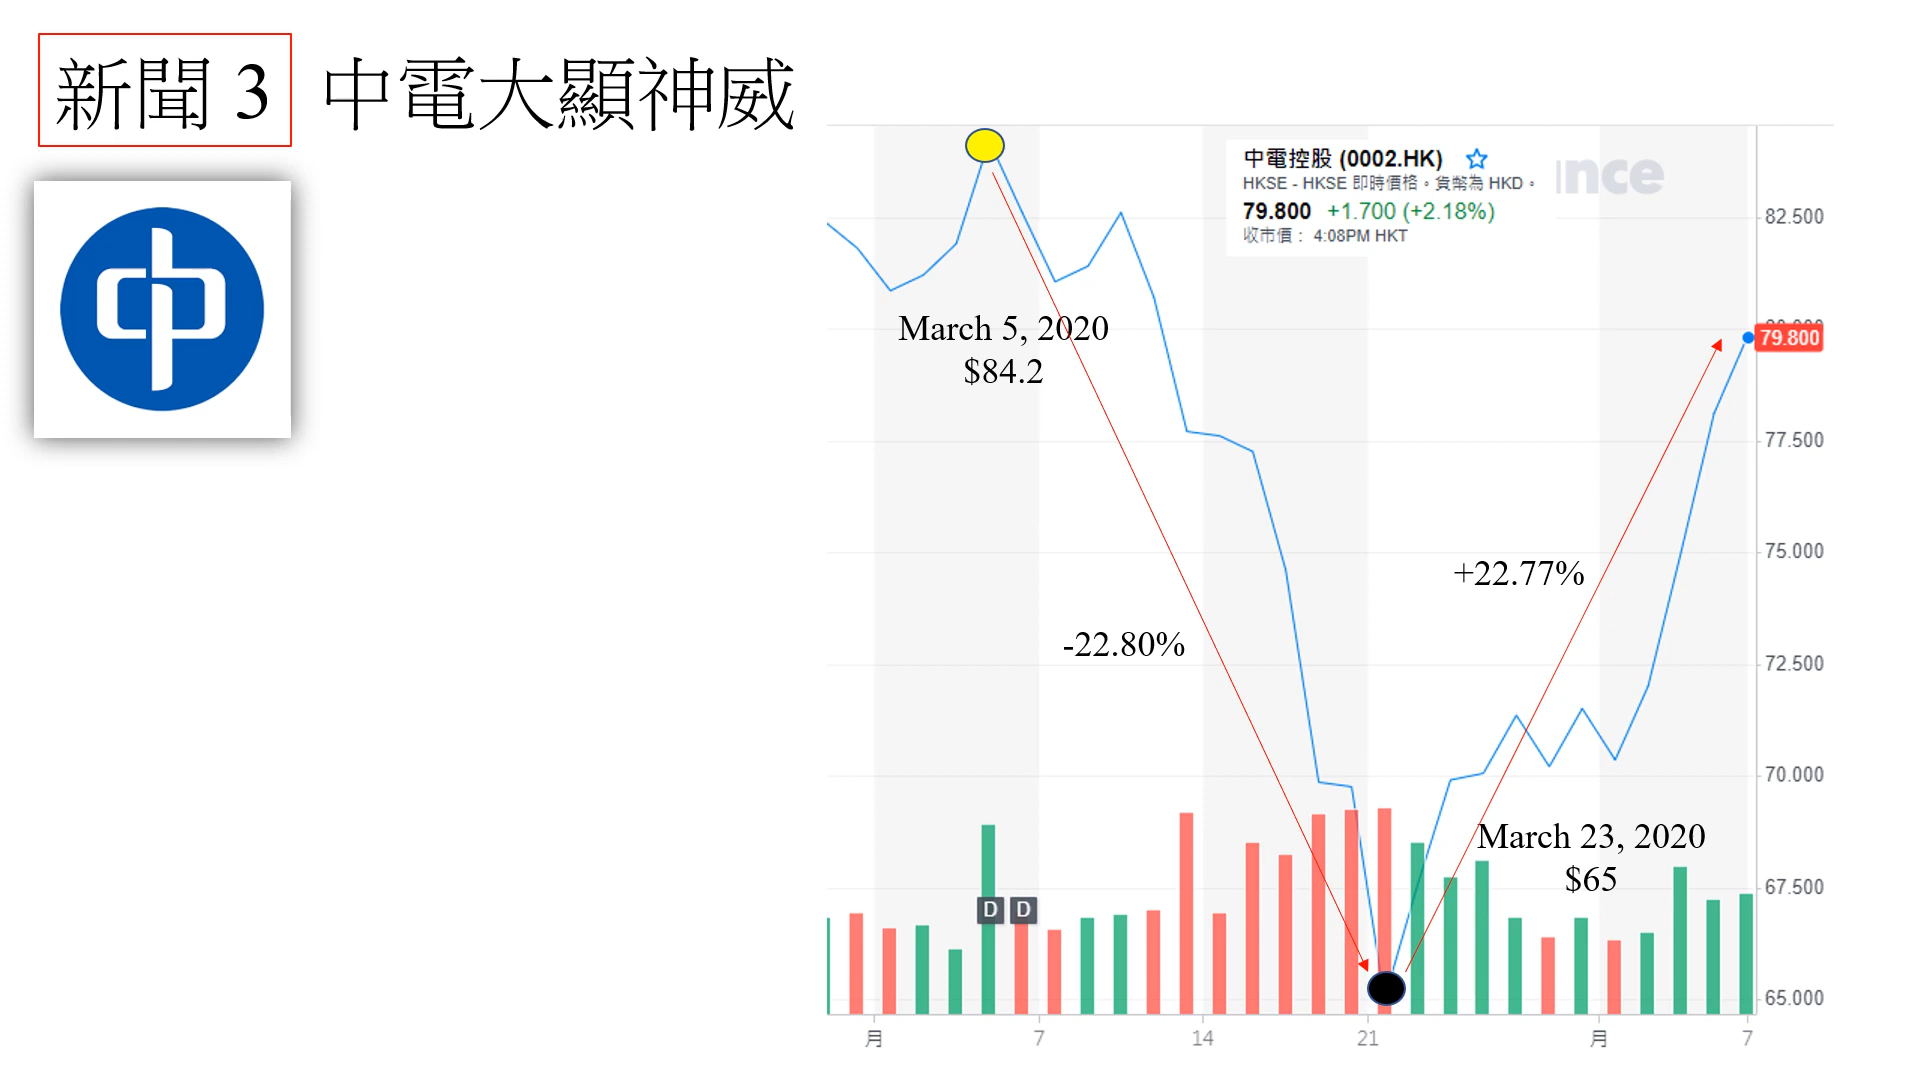 新聞 3
中電大顯神威
中電控股 (0002.HK)
HKSE - HKSE 即時價格。貨幣為 HKD。
79.800 +1.700 (+2.18%)
收市價： 4:08PM HKT
nce
82.500
80.000
79.800
77.500
75.000
72.500
70.000
67.500
65.000
March 5, 2020
$84.2
-22.80%
+22.77%
March 23, 2020
$65
D D
月 7 14 21 月 7